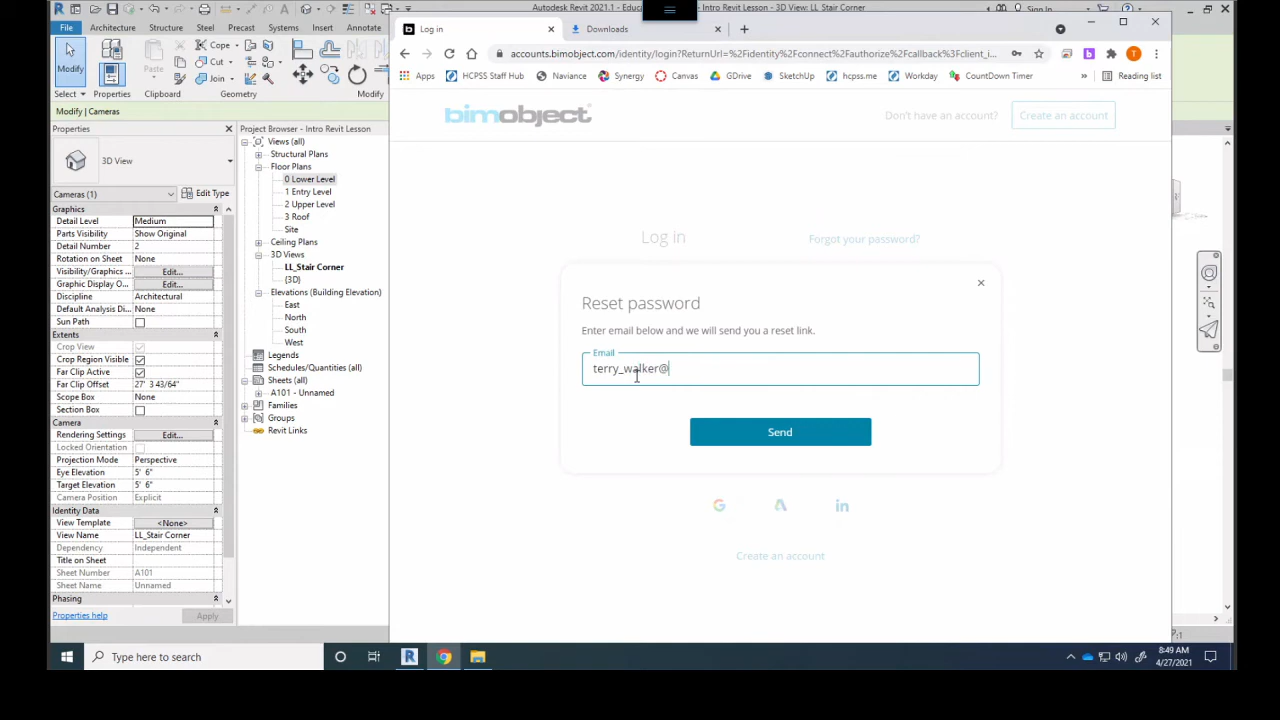 Autodesk Revit 2021.1 - Educa
Intro Revit Lesson - 3D View: LL_Stair Corner
Sign In
File
Architecture
Structure
Steel
Precast
Systems
Insert
Annotate
Modify
Properties
Paste
Cope
Cut
Join
Select
Properties
Clipboard
Geometry
Modify
Modify | Cameras
Properties
3D View
Cameras (1)
Edit Type
Graphics
Detail Level Medium
Parts Visibility Show Original
Detail Number 2
Rotation on Sheet None
Visibility/Graphics ... Edit...
Graphic Display O... Edit...
Discipline Architectural
Default Analysis Di... None
Sun Path
Extents
Crop View
Crop Region Visible
Far Clip Active
Far Clip Offset 27' 3 43/64"
Scope Box None
Section Box
Camera
Rendering Settings Edit...
Locked Orientation
Projection Mode Perspective
Eye Elevation 5' 6"
Target Elevation 5' 6"
Camera Position Explicit
Identity Data
View Template <None>
View Name LL_Stair Corner
Dependency Independent
Title on Sheet
Sheet Number A101
Sheet Name Unnamed
Phasing
Properties help
Apply
Project Browser - Intro Revit Lesson
Views (all)
Structural Plans
Floor Plans
0 Lower Level
1 Entry Level
2 Upper Level
3 Roof
Site
Ceiling Plans
3D Views
LL_Stair Corner
{3D}
Elevations (Building Elevation)
East
North
South
West
Legends
Schedules/Quantities (all)
Sheets (all)
A101 - Unnamed
Families
Groups
Revit Links
Log in
Downloads
accounts.bimobject.com/identity/login?ReturnUrl=%2Fidentity%2Fconnect%2Fauthorize%2Fcallback%3Fclient_i...
T
Apps
HCPSS Staff Hub
Naviance
Synergy
Canvas
GDrive
SketchUp
hcpss.me
Workday
CountDown Timer
»
Reading list
bimobject
Don't have an account?
Create an account
Log in
Forgot your password?
Reset password
Enter email below and we will send you a reset link.
Email
terry_walker@
Send
Create an account
:1
Type here to search
8:49 AM
4/27/2021